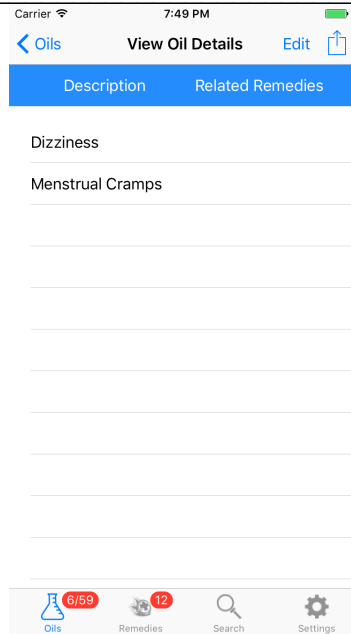 Carrier 7:49 PM
Oils View Oil Details Edit
Description Related Remedies
Dizziness
Menstrual Cramps
6/59 12
Oils Remedies Search Settings